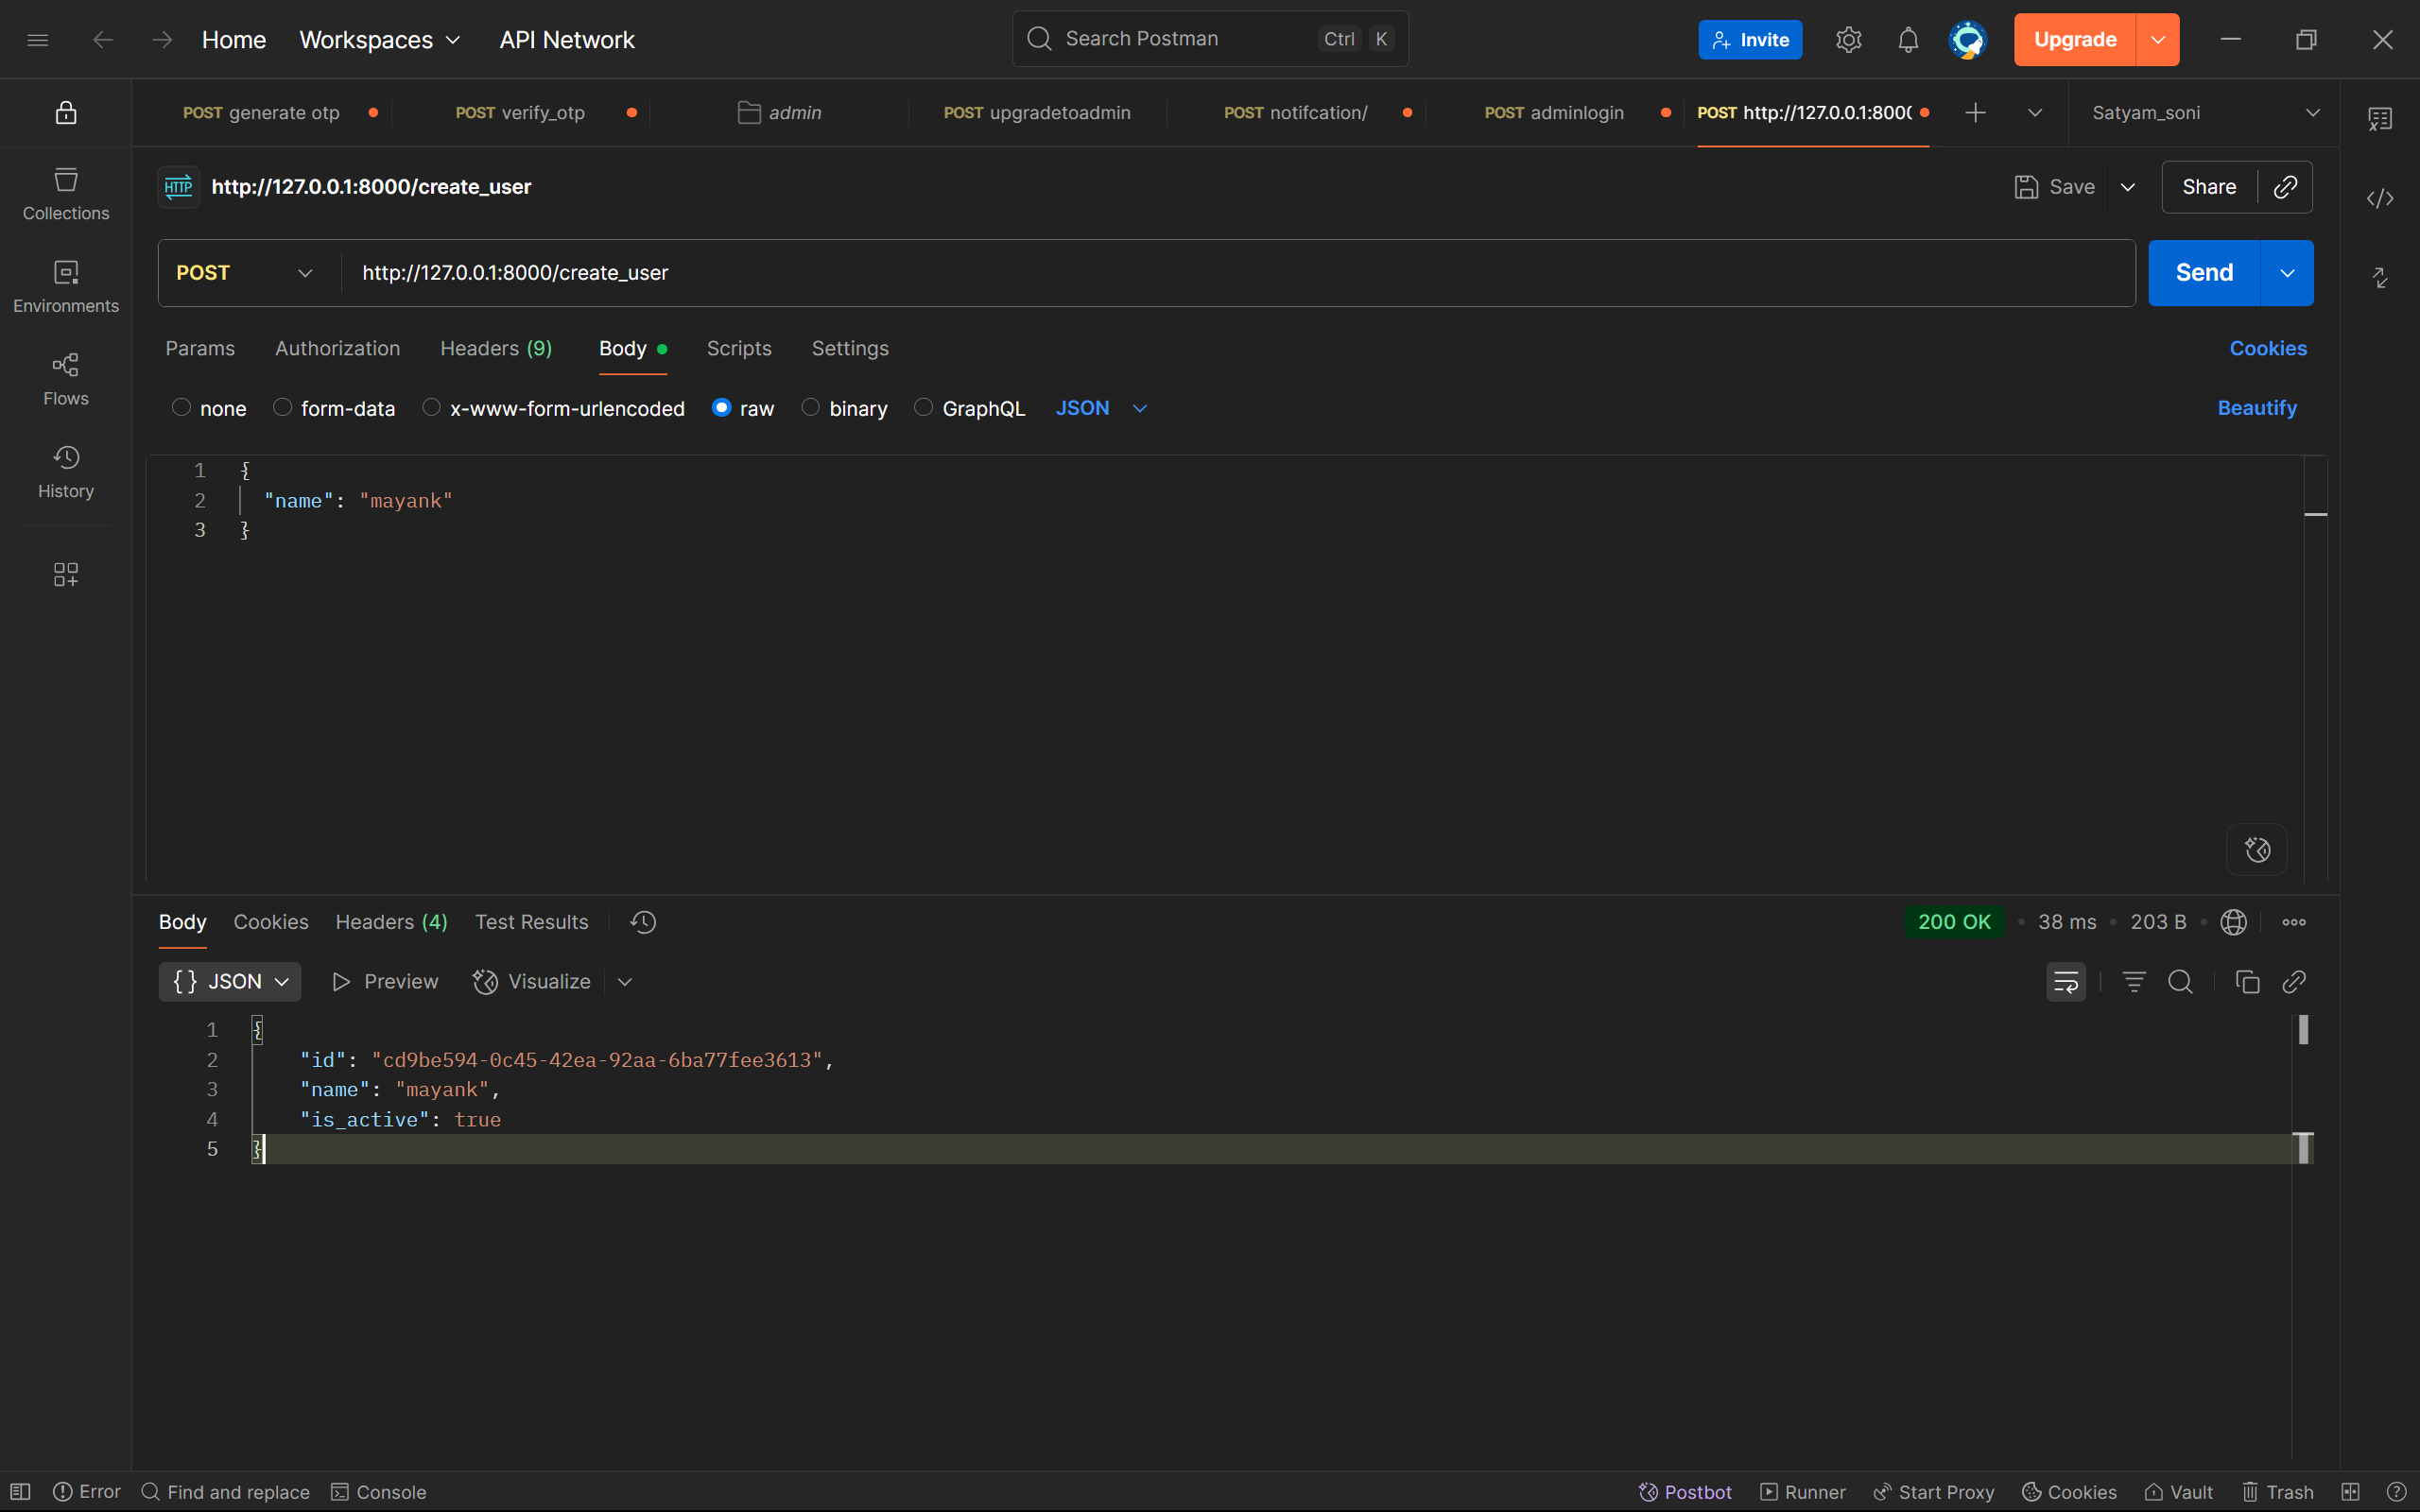 Home Workspaces API Network Search Postman Ctrl K Invite Upgrade
POST generate otp POST verify_otp admin POST upgradetoadmin POST notifcation/ POST adminlogin POST http://127.0.0.1:800( Satyam_soni
HTTP http://127.0.0.1:8000/create_user Save Share
Collections
POST http://127.0.0.1:8000/create_user Send
Environments
Params Authorization Headers (9) Body Scripts Settings Cookies
Flows
none form-data x-www-form-urlencoded raw binary GraphQL JSON Beautify
History
1 {
2 "name": "mayank"
3 }
Body Cookies Headers (4) Test Results 200 OK 38 ms 203 B
{} JSON Preview Visualize
1 {
2 "id": "cd9be594-0c45-42ea-92aa-6ba77fee3613",
3 "name": "mayank",
4 "is_active": true
5 }
Error Find and replace Console Postbot Runner Start Proxy Cookies Vault Trash